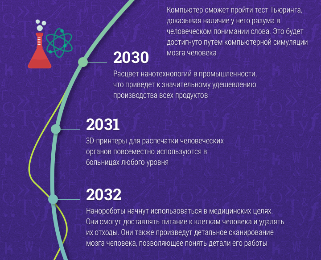 Компьютер сможет пройти тест Тьюринга,
доказывая наличие у него разума в
человеческом понимании слова. Это будет
достигнуто путем компьютерной симуляции
мозга человека
2030
Расцвет нанотехнологий в промышленности,
что приведет к значительному удешевлению
производства всех продуктов
2031
3D принтеры для распечатки человеческих
органов повсеместно используются в
больницах любого уровня
2032
Нанороботы начнут использоваться в медицинских целях.
Они смогут доставлять питание к клеткам человека и удалять
их отходы. Они также произведут детальное сканирование
мозга человека, позволяющее понять детали его работы